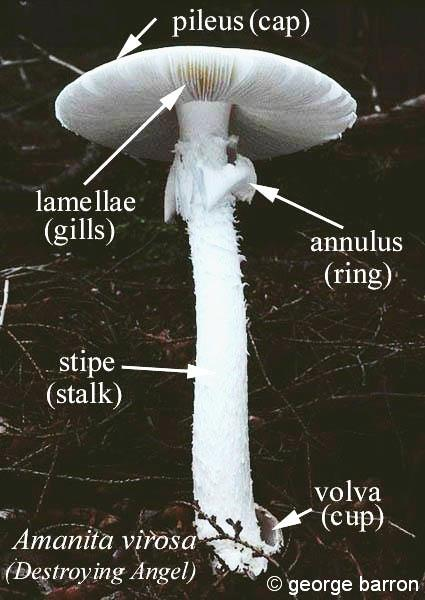 pileus (cap)
lamellae
(gills)
annulus
(ring)
stipe
(stalk)
volva
(cup)
Amanita virosa
(Destroying Angel)
© george barron